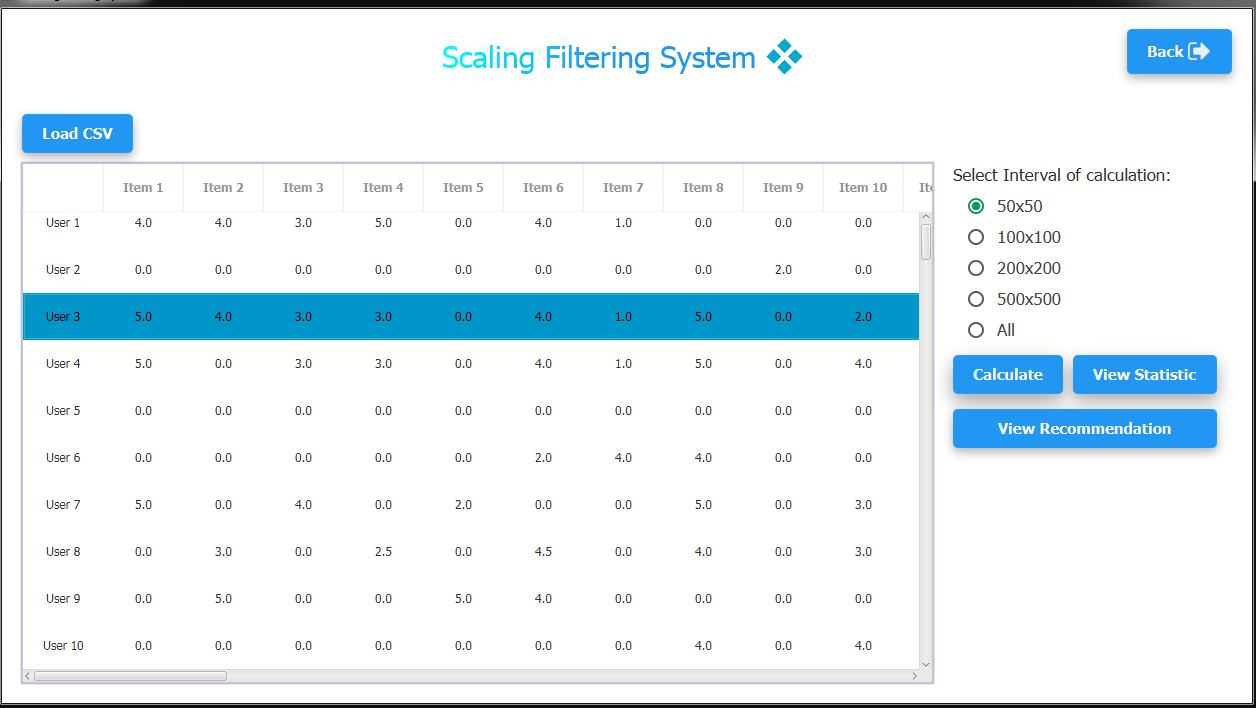 Scaling Filtering System
Back
Load CSV
Item 1 Item 2 Item 3 Item 4 Item 5 Item 6 Item 7 Item 8 Item 9 Item 10 Ite
User 1 4.0 4.0 3.0 5.0 0.0 4.0 1.0 0.0 0.0 0.0
User 2 0.0 0.0 0.0 0.0 0.0 0.0 0.0 0.0 2.0 0.0
User 3 5.0 4.0 3.0 3.0 0.0 4.0 1.0 5.0 0.0 2.0
User 4 5.0 0.0 3.0 3.0 0.0 4.0 1.0 5.0 0.0 4.0
User 5 0.0 0.0 0.0 0.0 0.0 0.0 0.0 0.0 0.0 0.0
User 6 0.0 0.0 0.0 0.0 0.0 2.0 4.0 4.0 0.0 0.0
User 7 5.0 0.0 4.0 0.0 2.0 0.0 0.0 5.0 0.0 3.0
User 8 0.0 3.0 0.0 2.5 0.0 4.5 0.0 4.0 0.0 3.0
User 9 0.0 5.0 0.0 0.0 5.0 4.0 0.0 0.0 0.0 0.0
User 10 0.0 0.0 0.0 0.0 0.0 0.0 0.0 4.0 0.0 4.0
Select Interval of calculation:
50x50
100x100
200x200
500x500
All
Calculate View Statistic
View Recommendation